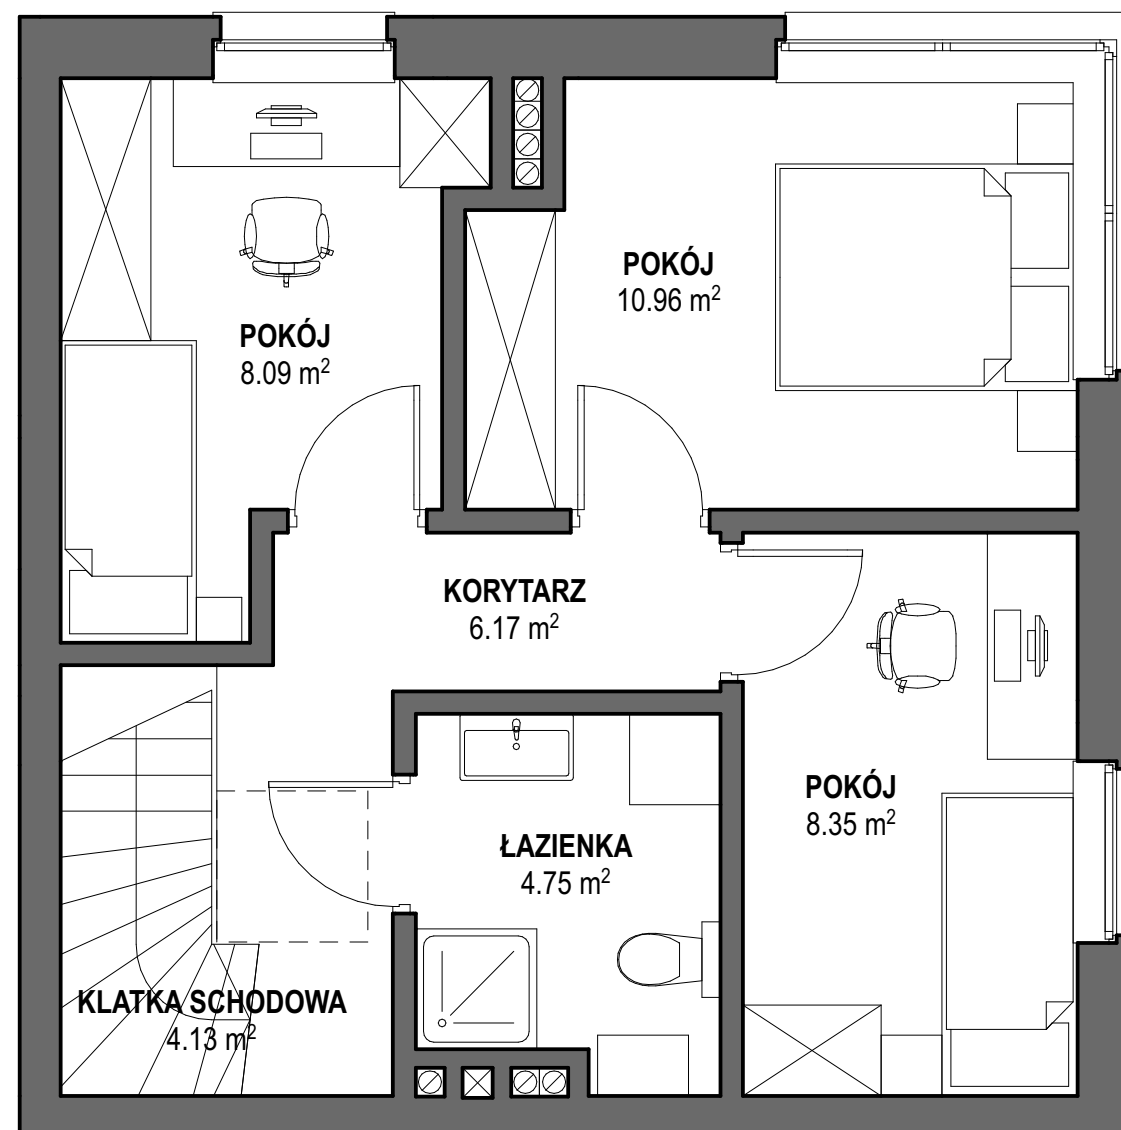 POKÓJ
10.96 m²
POKÓJ
8.09 m²
KORYTARZ
6.17 m²
POKÓJ
8.35 m²
ŁAZIENKA
4.75 m²
KLATKA SCHODOWA
4.13 m²